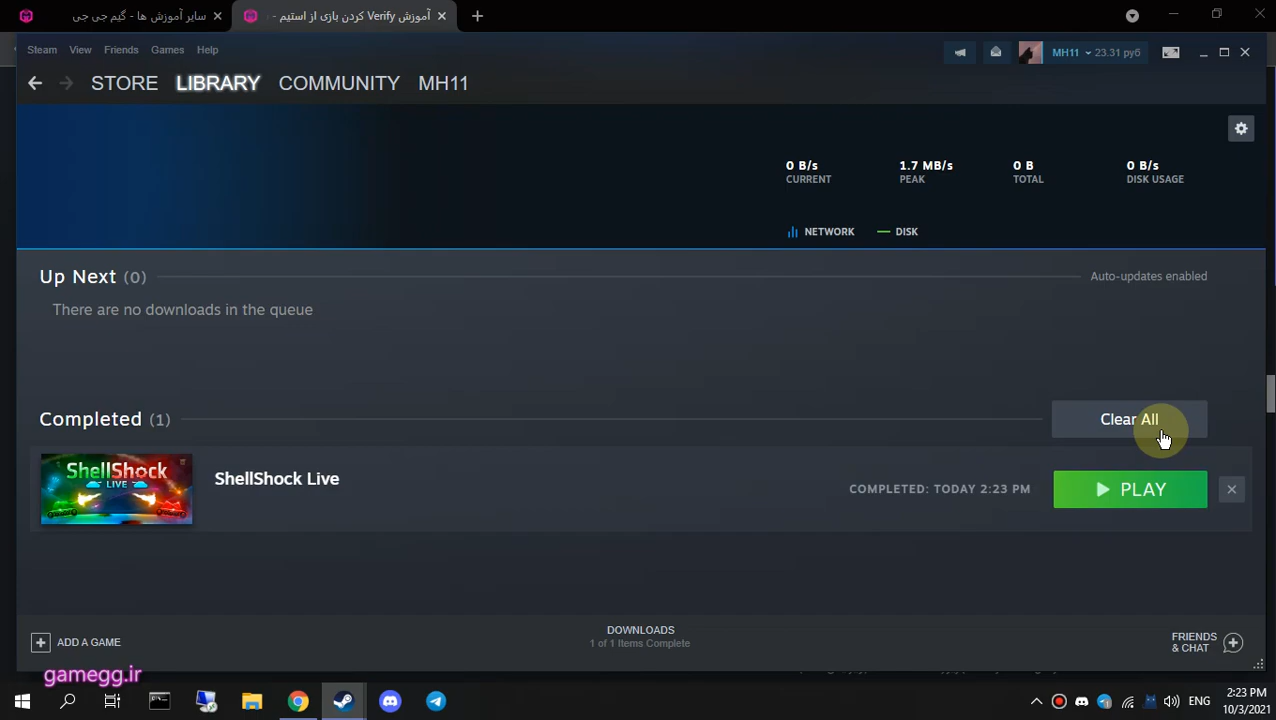 سایر آموزش ها - گیم جی جی
آموزش Verify کردن بازی از استیم -
Steam View Friends Games Help
MH11 23.31 руб
STORE LIBRARY COMMUNITY MH11
0 B/s 1.7 MB/s 0 B 0 B/s
CURRENT PEAK TOTAL DISK USAGE
NETWORK DISK
Up Next (0) Auto-updates enabled
There are no downloads in the queue
Completed (1) Clear All
ShellShock
LIVE
ShellShock Live
COMPLETED: TODAY 2:23 PM
PLAY
ADD A GAME
DOWNLOADS
1 of 1 Items Complete
FRIENDS
& CHAT
gamegg.ir
ENG
2:23 PM
10/3/2021